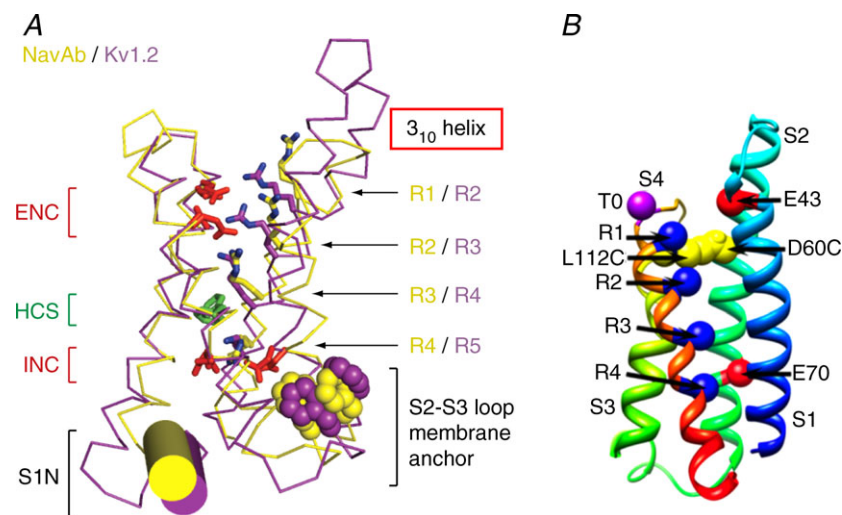 A
NavAb / Kv1.2
3₁₀ helix
ENC
R1 / R2
R2 / R3
HCS
R3 / R4
INC
R4 / R5
S1N
S2-S3 loop
membrane
anchor
B
S2
S4
T0
E43
R1
L112C
D60C
R2
R3
R4
E70
S3
S1